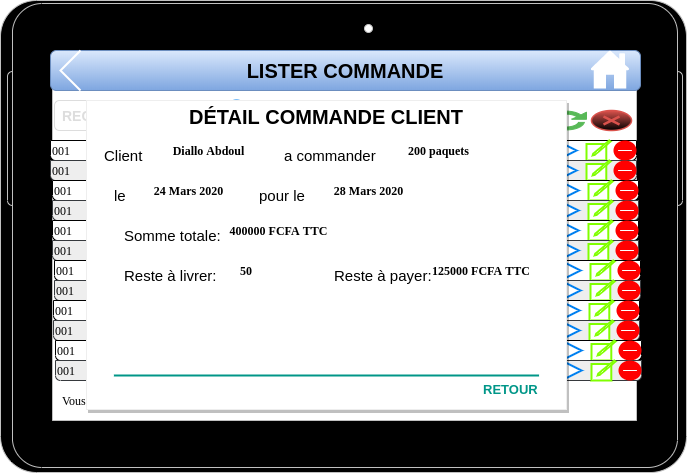 LISTER COMMANDE
REC
DÉTAIL COMMANDE CLIENT
Client Diallo Abdoul a commander 200 paquets
le 24 Mars 2020 pour le 28 Mars 2020
Somme totale: 400000 FCFA TTC
Reste à livrer: 50 Reste à payer: 125000 FCFA TTC
RETOUR
001
001
001
001
001
001
001
001
001
001
001
001
Vous